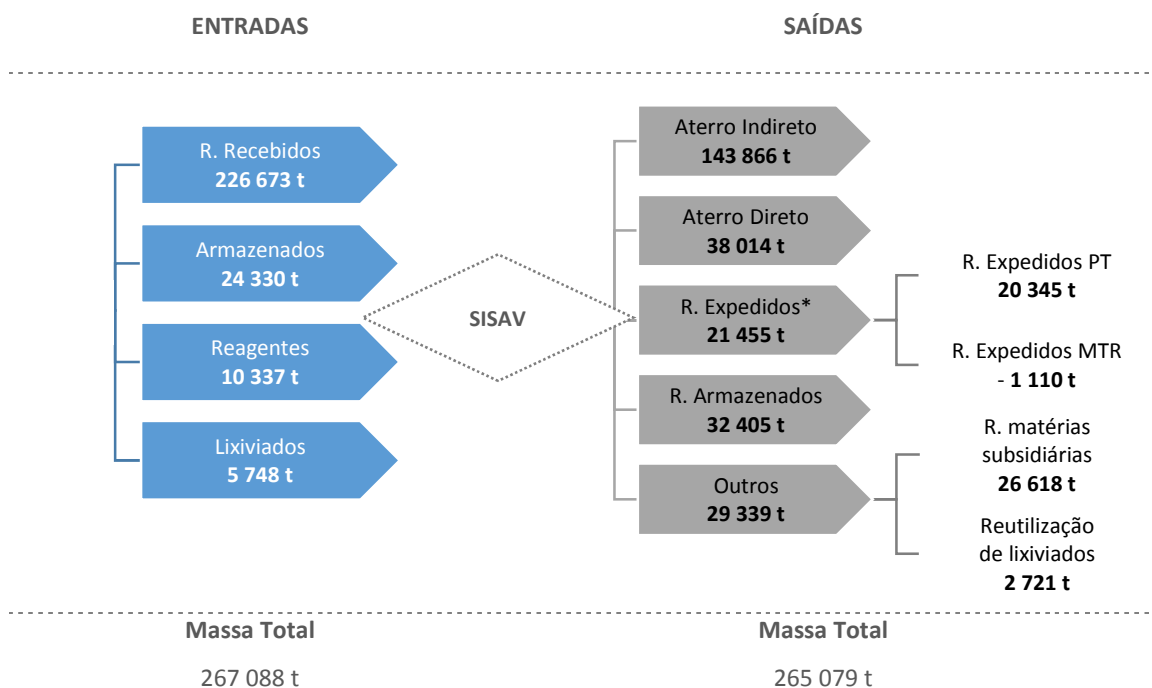 ENTRADAS
SAÍDAS
R. Recebidos
226 673 t
Armazenados
24 330 t
Reagentes
10 337 t
Lixiviados
5 748 t
SISAV
Aterro Indireto
143 866 t
Aterro Direto
38 014 t
R. Expedidos*
21 455 t
R. Armazenados
32 405 t
Outros
29 339 t
R. Expedidos PT
20 345 t
R. Expedidos MTR
- 1 110 t
R. matérias
subsidiárias
26 618 t
Reutilização
de lixiviados
2 721 t
Massa Total
267 088 t
Massa Total
265 079 t